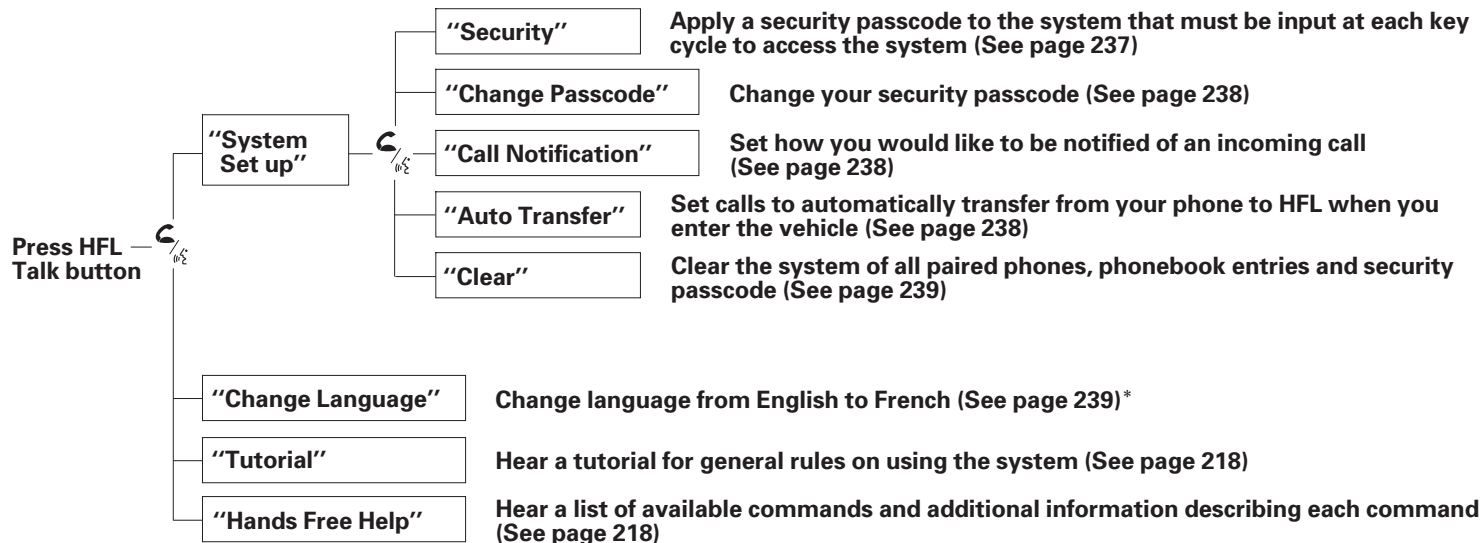 "Security"
Apply a security passcode to the system that must be input at each key
cycle to access the system (See page 237)
"Change Passcode"
Change your security passcode (See page 238)
"System
Set up"
"Call Notification"
Set how you would like to be notified of an incoming call
(See page 238)
"Auto Transfer"
Set calls to automatically transfer from your phone to HFL when you
enter the vehicle (See page 238)
Press HFL
Talk button
"Clear"
Clear the system of all paired phones, phonebook entries and security
passcode (See page 239)
"Change Language"
Change language from English to French (See page 239)*
"Tutorial"
Hear a tutorial for general rules on using the system (See page 218)
"Hands Free Help"
Hear a list of available commands and additional information describing each command
(See page 218)